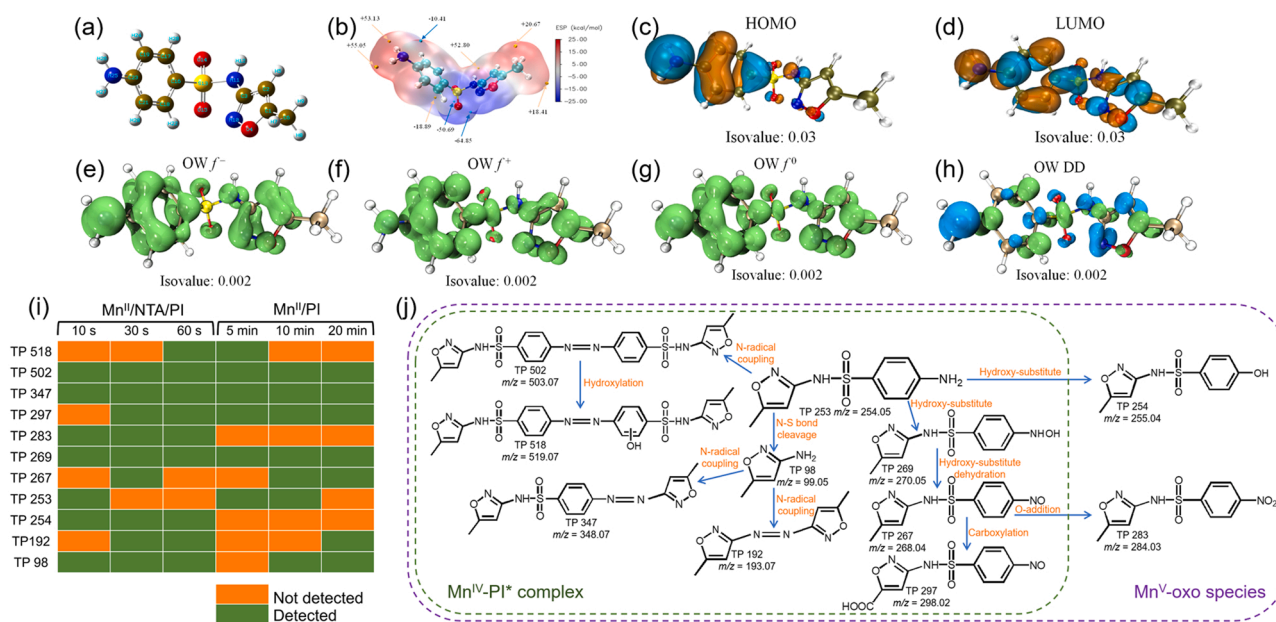 (a)
(b)
+53.13
-10.41
+20.67
+55.05
+52.80
-18.89
-50.69
-64.85
+18.41
ESP (kcal/mol)
25.00
15.00
5.00
-5.00
-15.00
-25.00
(c)
HOMO
Isovalue: 0.03
(d)
LUMO
Isovalue: 0.03
(e)
OW f⁻
Isovalue: 0.002
(f)
OW f⁺
Isovalue: 0.002
(g)
OW f⁰
Isovalue: 0.002
(h)
OW DD
Isovalue: 0.002
(i)
Mnᴵᴵ/NTA/PI Mnᴵᴵ/PI
10 s 30 s 60 s 5 min 10 min 20 min
TP 518
TP 502
TP 347
TP 297
TP 283
TP 269
TP 267
TP 253
TP 254
TP192
TP 98
Not detected
Detected
(j)
TP 502
m/z = 503.07
N-radical
coupling
Hydroxylation
TP 518
m/z = 519.07
TP 253 m/z = 254.05
Hydroxy-substitute
TP 254
m/z = 255.04
Hydroxy-substitute
N-S bond
cleavage
TP 98
m/z = 99.05
N-radical
coupling
TP 347
m/z = 348.07
N-radical
coupling
TP 192
m/z = 193.07
TP 269
m/z = 270.05
Hydroxy-substitute
dehydration
TP 267
m/z = 268.04
O-addition
TP 283
m/z = 284.03
Carboxylation
TP 297
m/z = 298.02
Mnᴵⱽ-PI* complex
Mnⱽ-oxo species